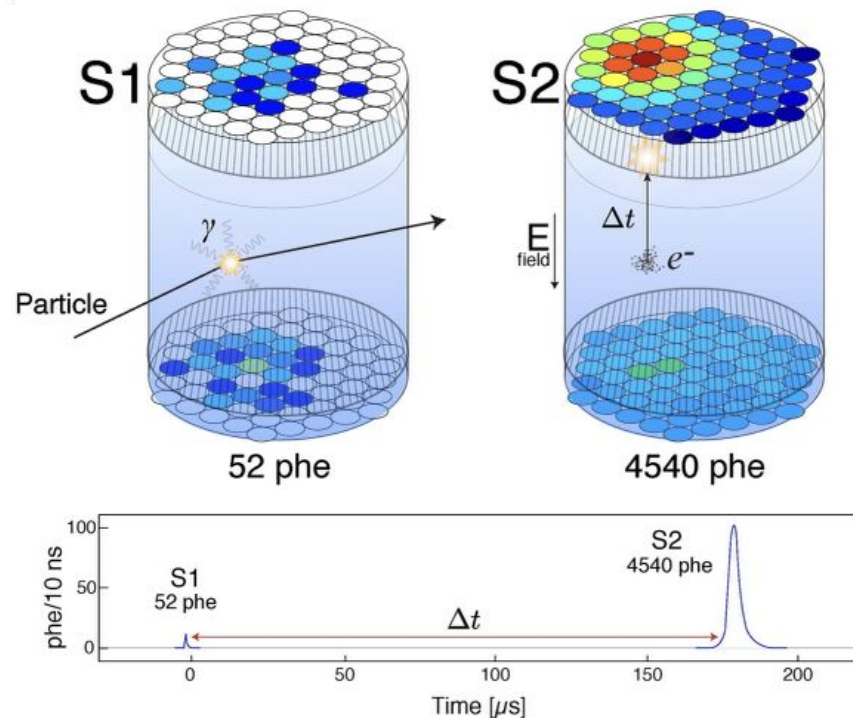 S1
S2
γ
Δt
E
field
e-
Particle
52 phe
4540 phe
phe/10 ns
100
50
0
S1
52 phe
S2
4540 phe
Δt
0
50
100
150
200
Time [μs]